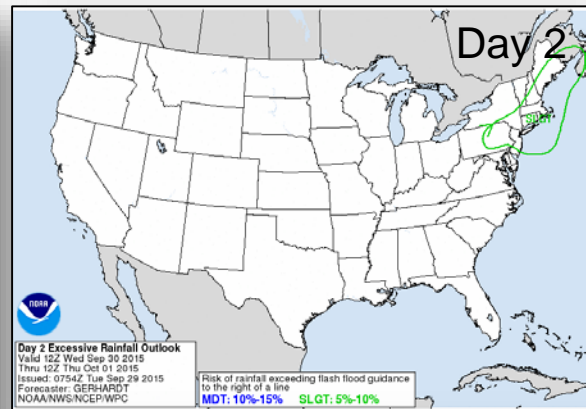 Day 2
SLGT
NOAA
Day 2 Excessive Rainfall Outlook
Valid 12Z Wed Sep 30 2015
Thru 12Z Thu Oct 01 2015
Issued: 0754Z Tue Sep 29 2015
Forecaster: GERHARDT
NOAA/NWS/NCEP/WPC
Risk of rainfall exceeding flash flood guidance
to the right of a line
MDT: 10%-15% SLGT: 5%-10%